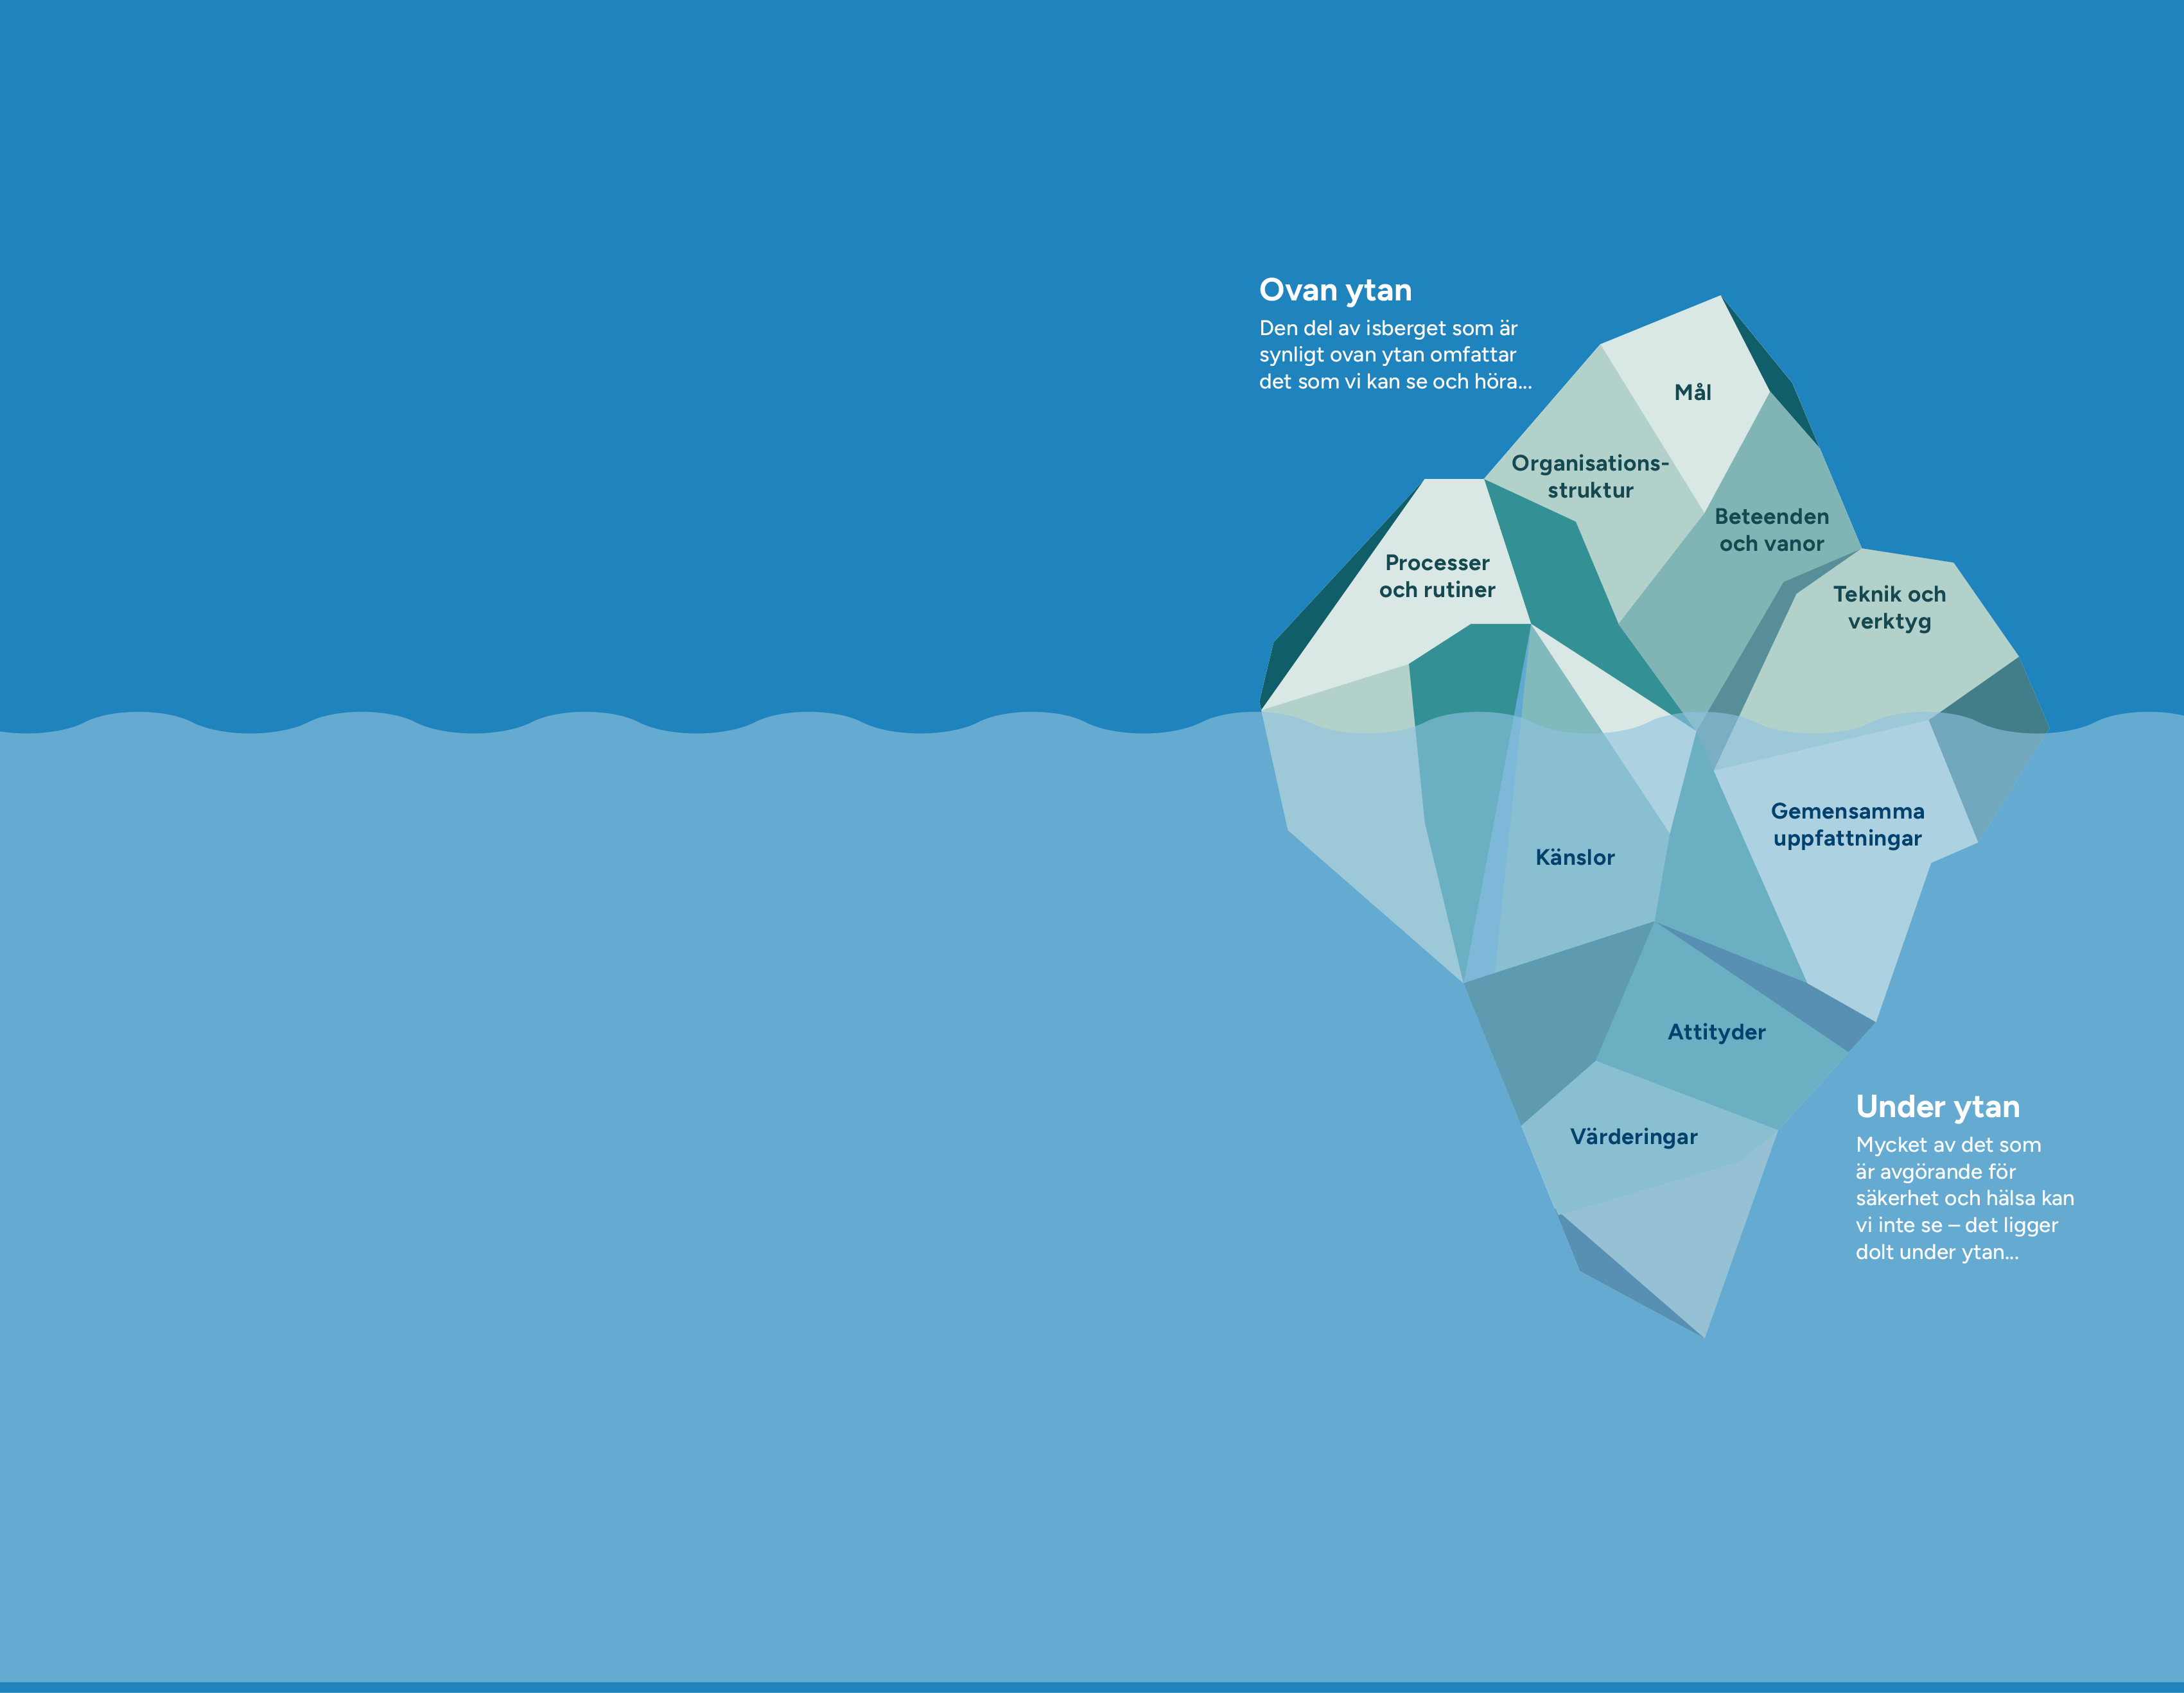 Ovan ytan
Den del av isberget som är
synligt ovan ytan omfattar
det som vi kan se och höra...
Mål
Organisations-
struktur
Beteenden
och vanor
Processer
och rutiner
Teknik och
verktyg
Gemensamma
uppfattningar
Känslor
Attityder
Värderingar
Under ytan
Mycket av det som
är avgörande för
säkerhet och hälsa kan
vi inte se – det ligger
dolt under ytan...